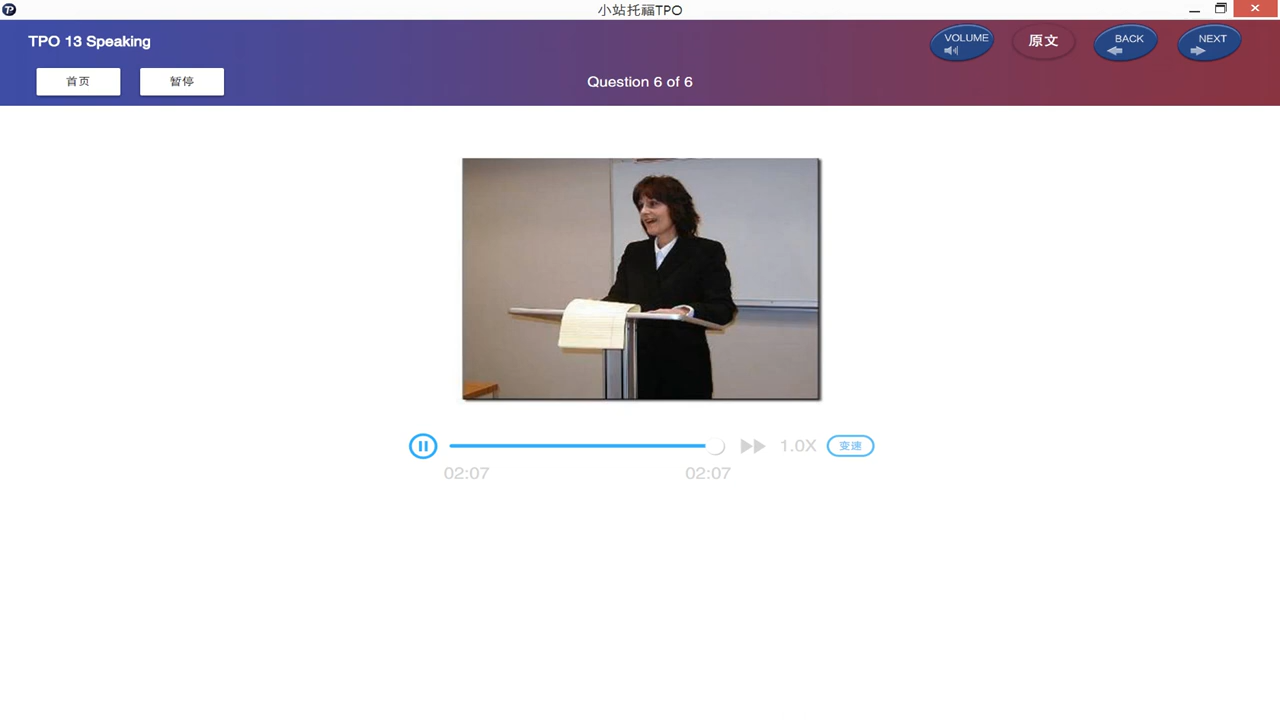 小站托福TPO
TPO 13 Speaking
VOLUME
原文
BACK
NEXT
首页
暂停
Question 6 of 6
1.0X
变速
02:07
02:07